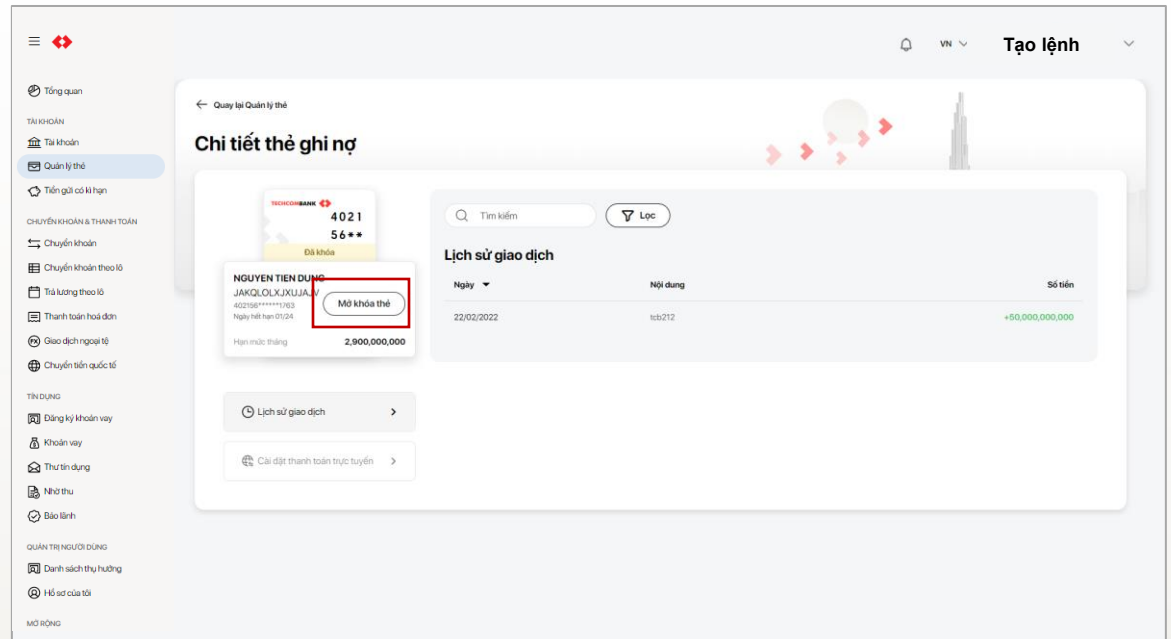 VN
Tạo lệnh
Tổng quan
TÀI KHOẢN
Tài khoản
Quản lý thẻ
Tiền gửi có kì hạn
CHUYỂN KHOẢN & THANH TOÁN
Chuyển khoản
Chuyển khoản theo lô
Trả lương theo lô
Thanh toán hoá đơn
FX
Giao dịch ngoại tệ
Chuyển tiền quốc tế
TÍN DỤNG
Đăng ký khoản vay
Khoản vay
Thư tín dụng
Nhờ thu
Bảo lãnh
QUẢN TRỊ NGƯỜI DÙNG
Danh sách thụ hưởng
Hồ sơ của tôi
MỞ RỘNG
Quay lại Quản lý thẻ
Chi tiết thẻ ghi nợ
TECHCOMBANK
4021
56**
Đã khóa
NGUYEN TIEN DUNG
JAKQLOLXJXUJAJV
402156******1763
Ngày hết hạn 01/24
Mở khóa thẻ
Hạn mức tháng 2,900,000,000
Lịch sử giao dịch
Cài đặt thanh toán trực tuyến
Tìm kiếm
Lọc
Lịch sử giao dịch
Ngày Nội dung Số tiền
22/02/2022 tcb212 +50,000,000,000